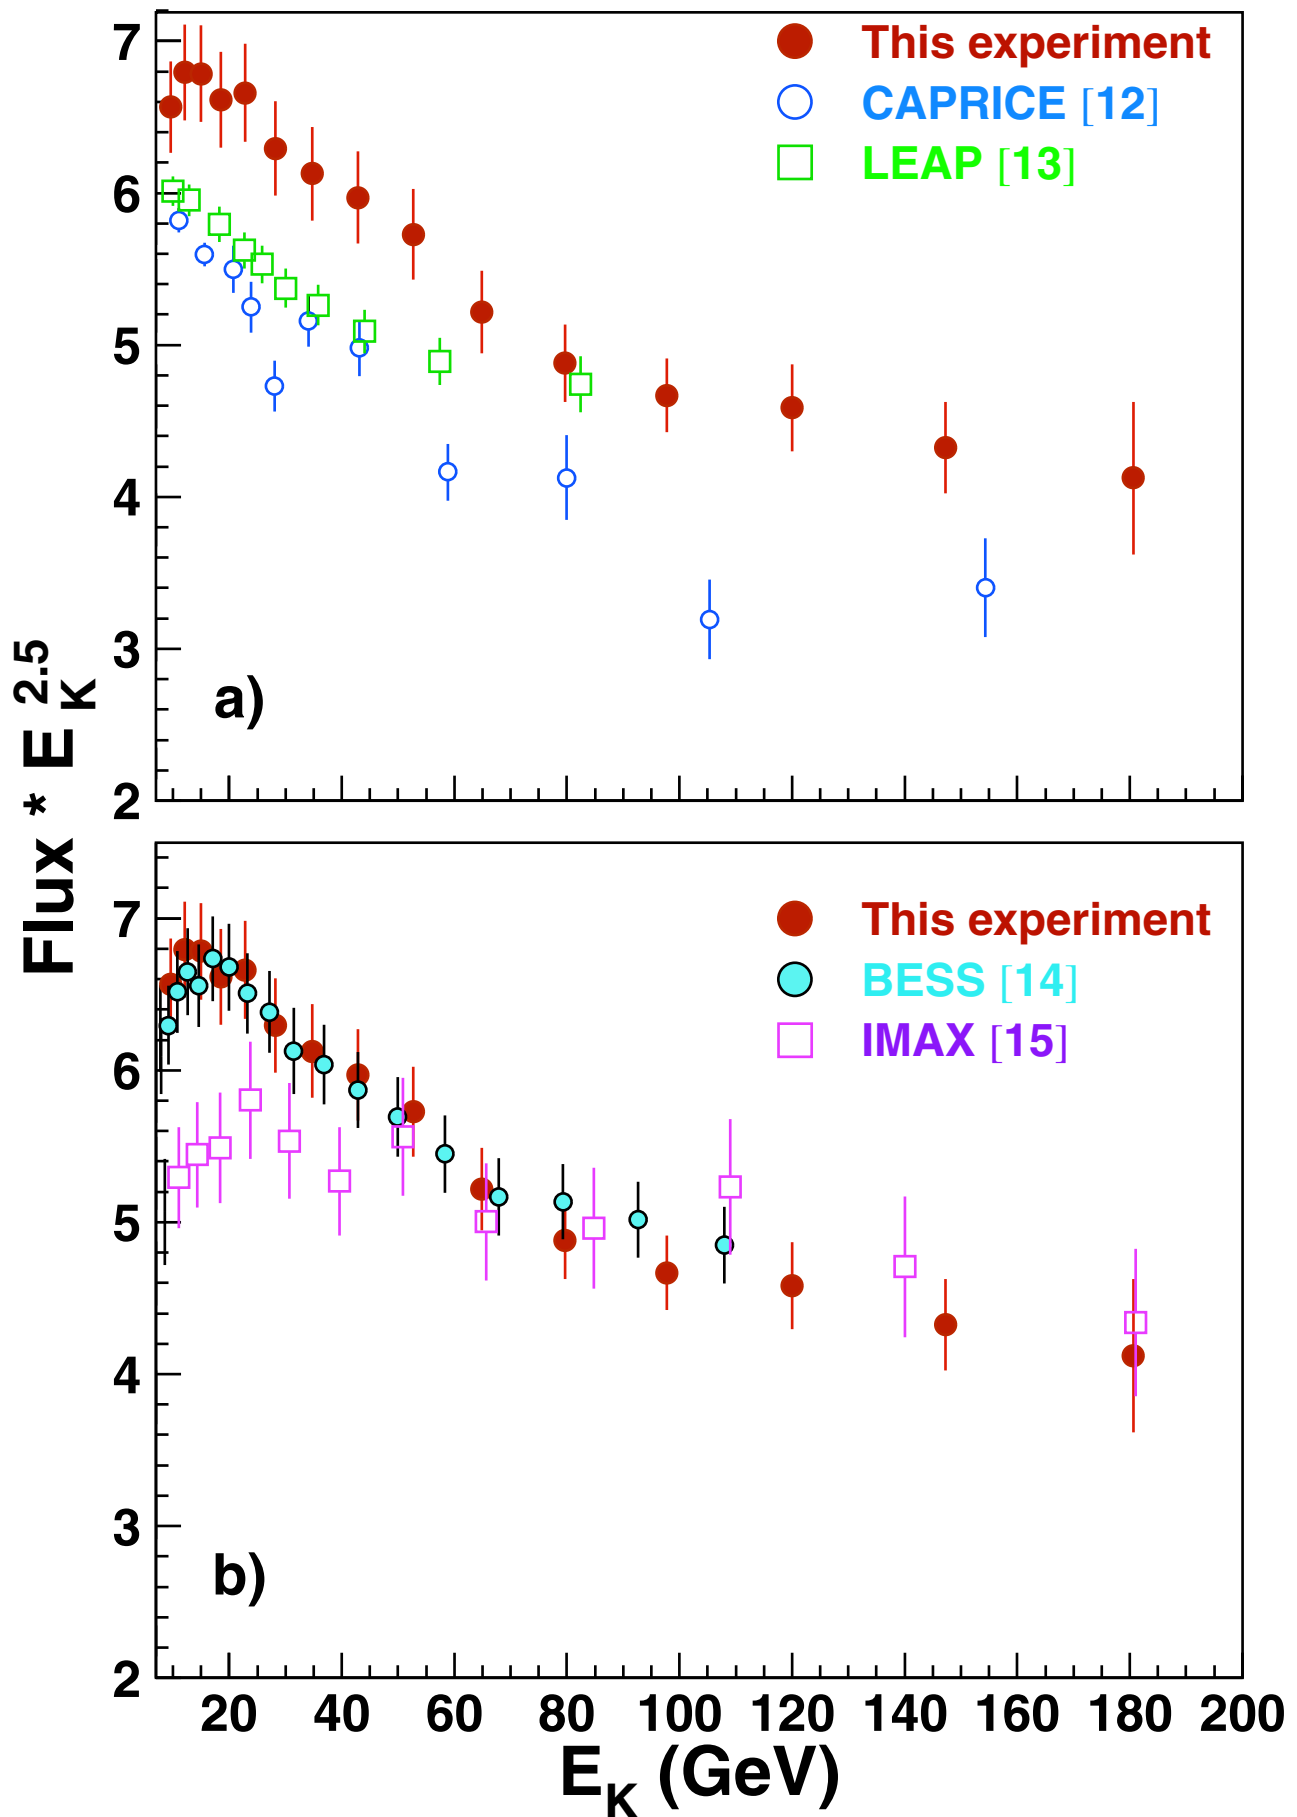 7
6
5
4
3
2
This experiment
CAPRICE [12]
LEAP [13]
a)
Flux * E_K^2.5
7
6
5
4
3
2
This experiment
BESS [14]
IMAX [15]
b)
20 40 60 80 100 120 140 160 180 200
E_K (GeV)